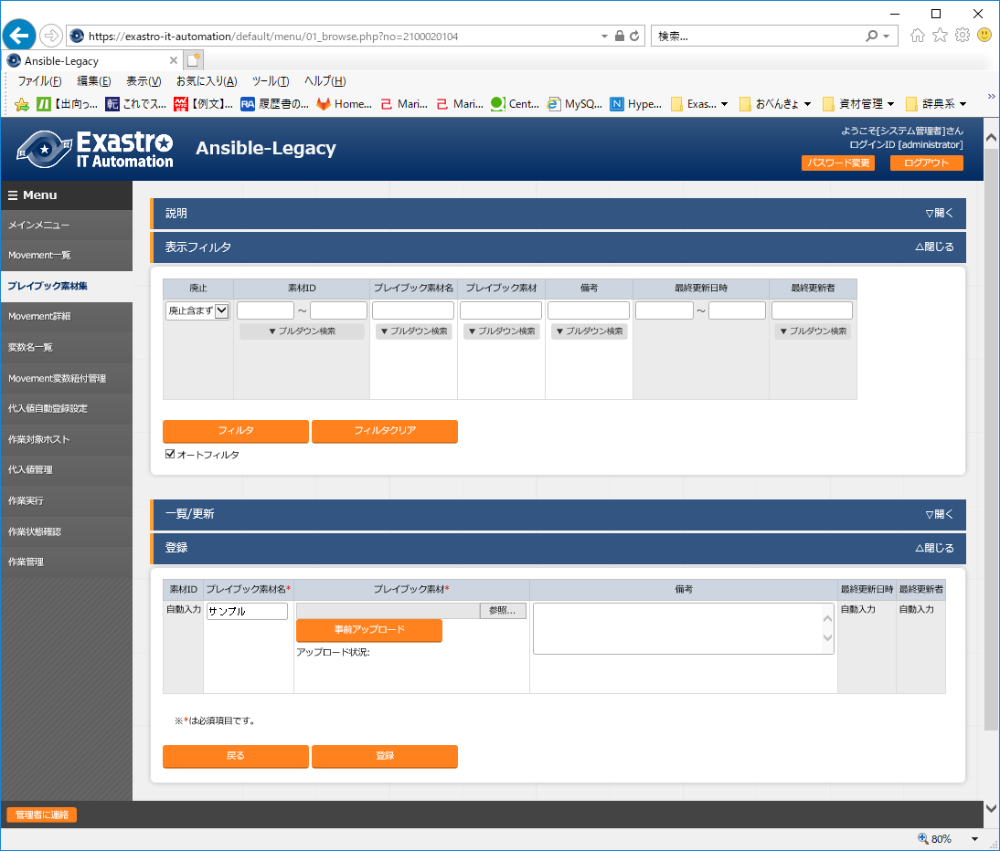 https://exastro-it-automation/default/menu/01_browse.php?no=2100020104
検索...
Ansible-Legacy
ファイル(F) 編集(E) 表示(V) お気に入り(A) ツール(T) ヘルプ(H)
【出向っ... 転 これでス... 【例文】... RA 履歴書の... Home... Mari... Mari... Cent... MySQ... N Hype... Exas... おべんきょ 資材管理 辞典系
Exastro
IT Automation
Ansible-Legacy
ようこそ[システム管理者]さん
ログインID [administrator]
パスワード変更 ログアウト
Menu
メインメニュー
Movement一覧
プレイブック素材集
Movement詳細
変数名一覧
Movement変数紐付管理
代入値自動登録設定
作業対象ホスト
代入値管理
作業実行
作業状態確認
作業管理
説明 ▽開く
表示フィルタ △閉じる
廃止 素材ID プレイブック素材名 プレイブック素材 備考 最終更新日時 最終更新者
廃止含まず ～ ～
▼プルダウン検索 ▼プルダウン検索 ▼プルダウン検索 ▼プルダウン検索 ▼プルダウン検索
フィルタ フィルタクリア
オートフィルタ
一覧/更新 ▽開く
登録 △閉じる
素材ID プレイブック素材名* プレイブック素材* 備考 最終更新日時 最終更新者
自動入力 サンプル 参照... 自動入力 自動入力
事前アップロード
アップロード状況:
※*は必須項目です。
戻る 登録
管理者に連絡
80%